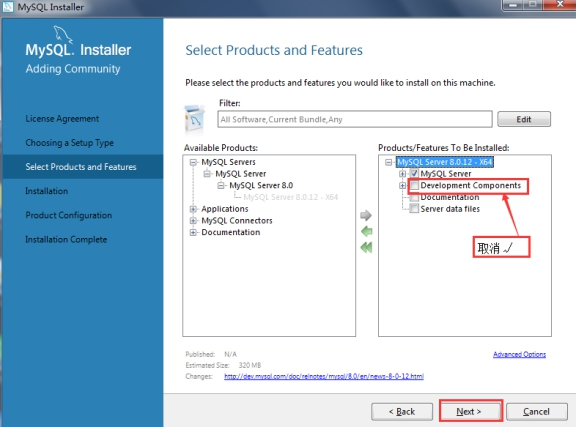 MySQL Installer
MySQL. Installer
Adding Community
License Agreement
Choosing a Setup Type
Select Products and Features
Installation
Product Configuration
Installation Complete
Select Products and Features
Please select the products and features you would like to install on this machine.
Filter:
All Software,Current Bundle,Any
Edit
Available Products:
MySQL Servers
MySQL Server
MySQL Server 8.0
MySQL Server 8.0.12 - X64
Applications
MySQL Connectors
Documentation
Products/Features To Be Installed:
MySQL Server 8.0.12 - X64
MySQL Server
Development Components
Documentation
Server data files
取消 ✓
Published: N/A
Estimated Size: 320 MB
Changes: http://dev.mysql.com/doc/relnotes/mysql/8.0/en/news-8-0-12.html
Advanced Options
< Back
Next >
Cancel